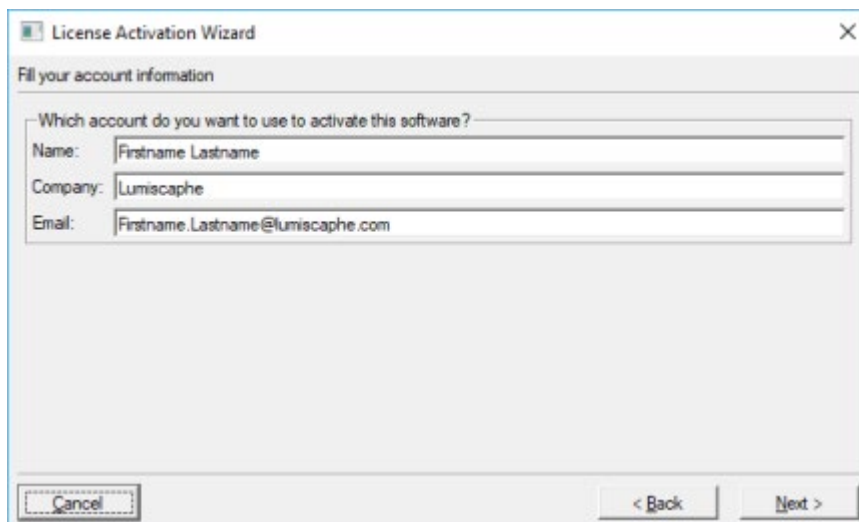 License Activation Wizard
Fill your account information
Which account do you want to use to activate this software?
Name: Firstname Lastname
Company: Lumiscaphe
Email: Firstname.Lastname@lumiscaphe.com
Cancel < Back Next >